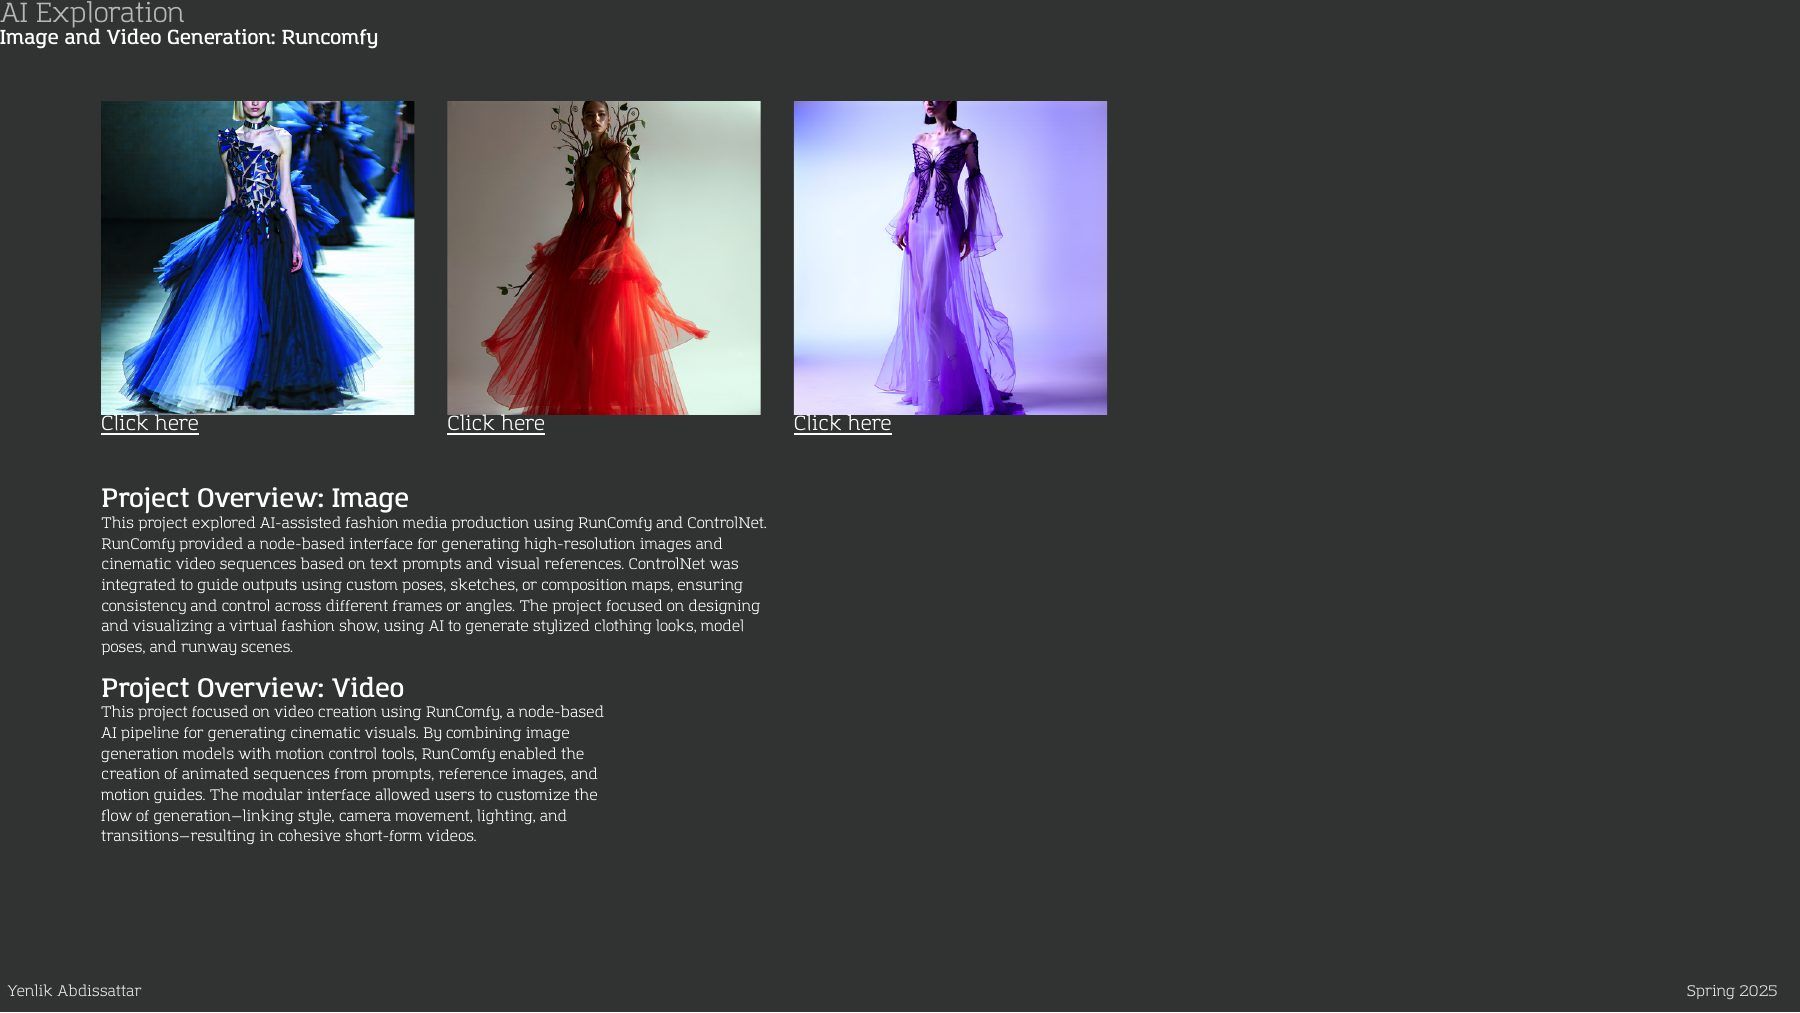 AI Exploration
Image and Video Generation: Runcomfy
Click here
Click here
Click here
Project Overview: Image
This project explored AI-assisted fashion media production using RunComfy and ControlNet.
RunComfy provided a node-based interface for generating high-resolution images and
cinematic video sequences based on text prompts and visual references. ControlNet was
integrated to guide outputs using custom poses, sketches, or composition maps, ensuring
consistency and control across different frames or angles. The project focused on designing
and visualizing a virtual fashion show, using AI to generate stylized clothing looks, model
poses, and runway scenes.
Project Overview: Video
This project focused on video creation using RunComfy, a node-based
AI pipeline for generating cinematic visuals. By combining image
generation models with motion control tools, RunComfy enabled the
creation of animated sequences from prompts, reference images, and
motion guides. The modular interface allowed users to customize the
flow of generation—linking style, camera movement, lighting, and
transitions—resulting in cohesive short-form videos.
Yenlik Abdissattar
Spring 2025